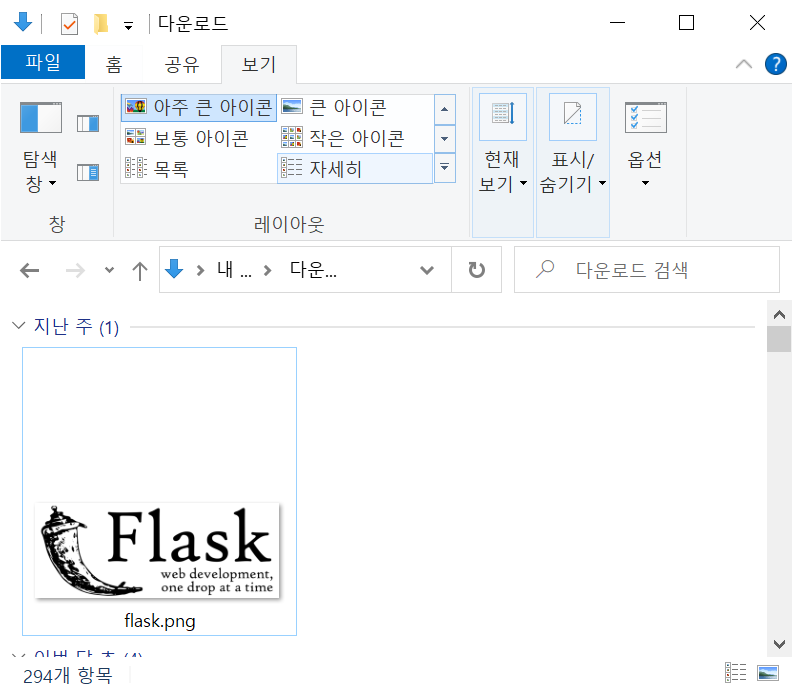 다운로드
파일 홈 공유 보기
아주 큰 아이콘 큰 아이콘
보통 아이콘 작은 아이콘
목록 자세히
탐색
창
현재
보기
표시/
숨기기
옵션
창 레이아웃
내 ... 다운... 다운로드 검색
지난 주 (1)
Flask
web development,
one drop at a time
flask.png
294개 항목